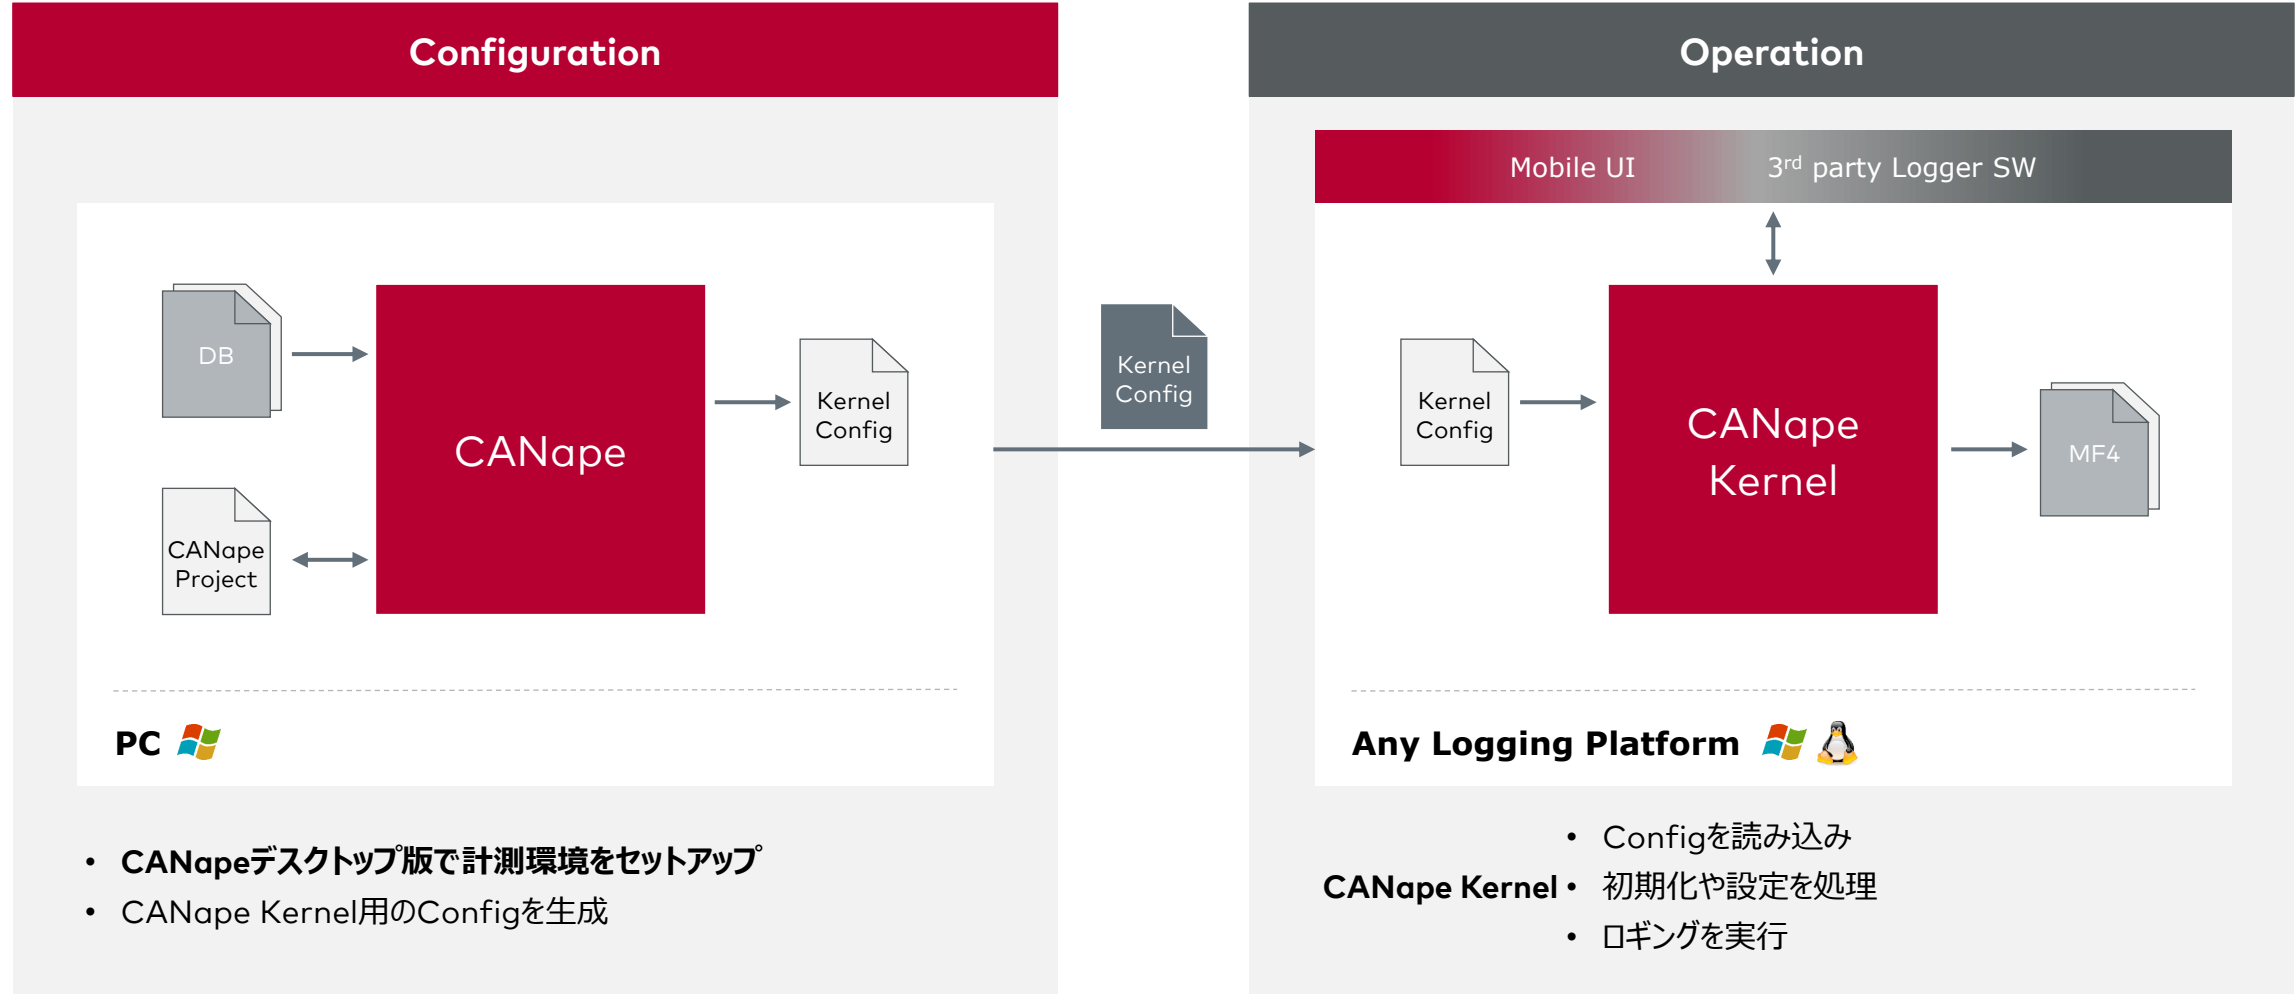 Configuration
DB
CANape
Project
CANape
Kernel
Config
PC
• CANapeデスクトップ版で計測環境をセットアップ
• CANape Kernel用のConfigを生成
Kernel
Config
Operation
Mobile UI
3rd party Logger SW
Kernel
Config
CANape
Kernel
MF4
Any Logging Platform
CANape Kernel
• Configを読み込み
• 初期化や設定を処理
• ロギングを実行